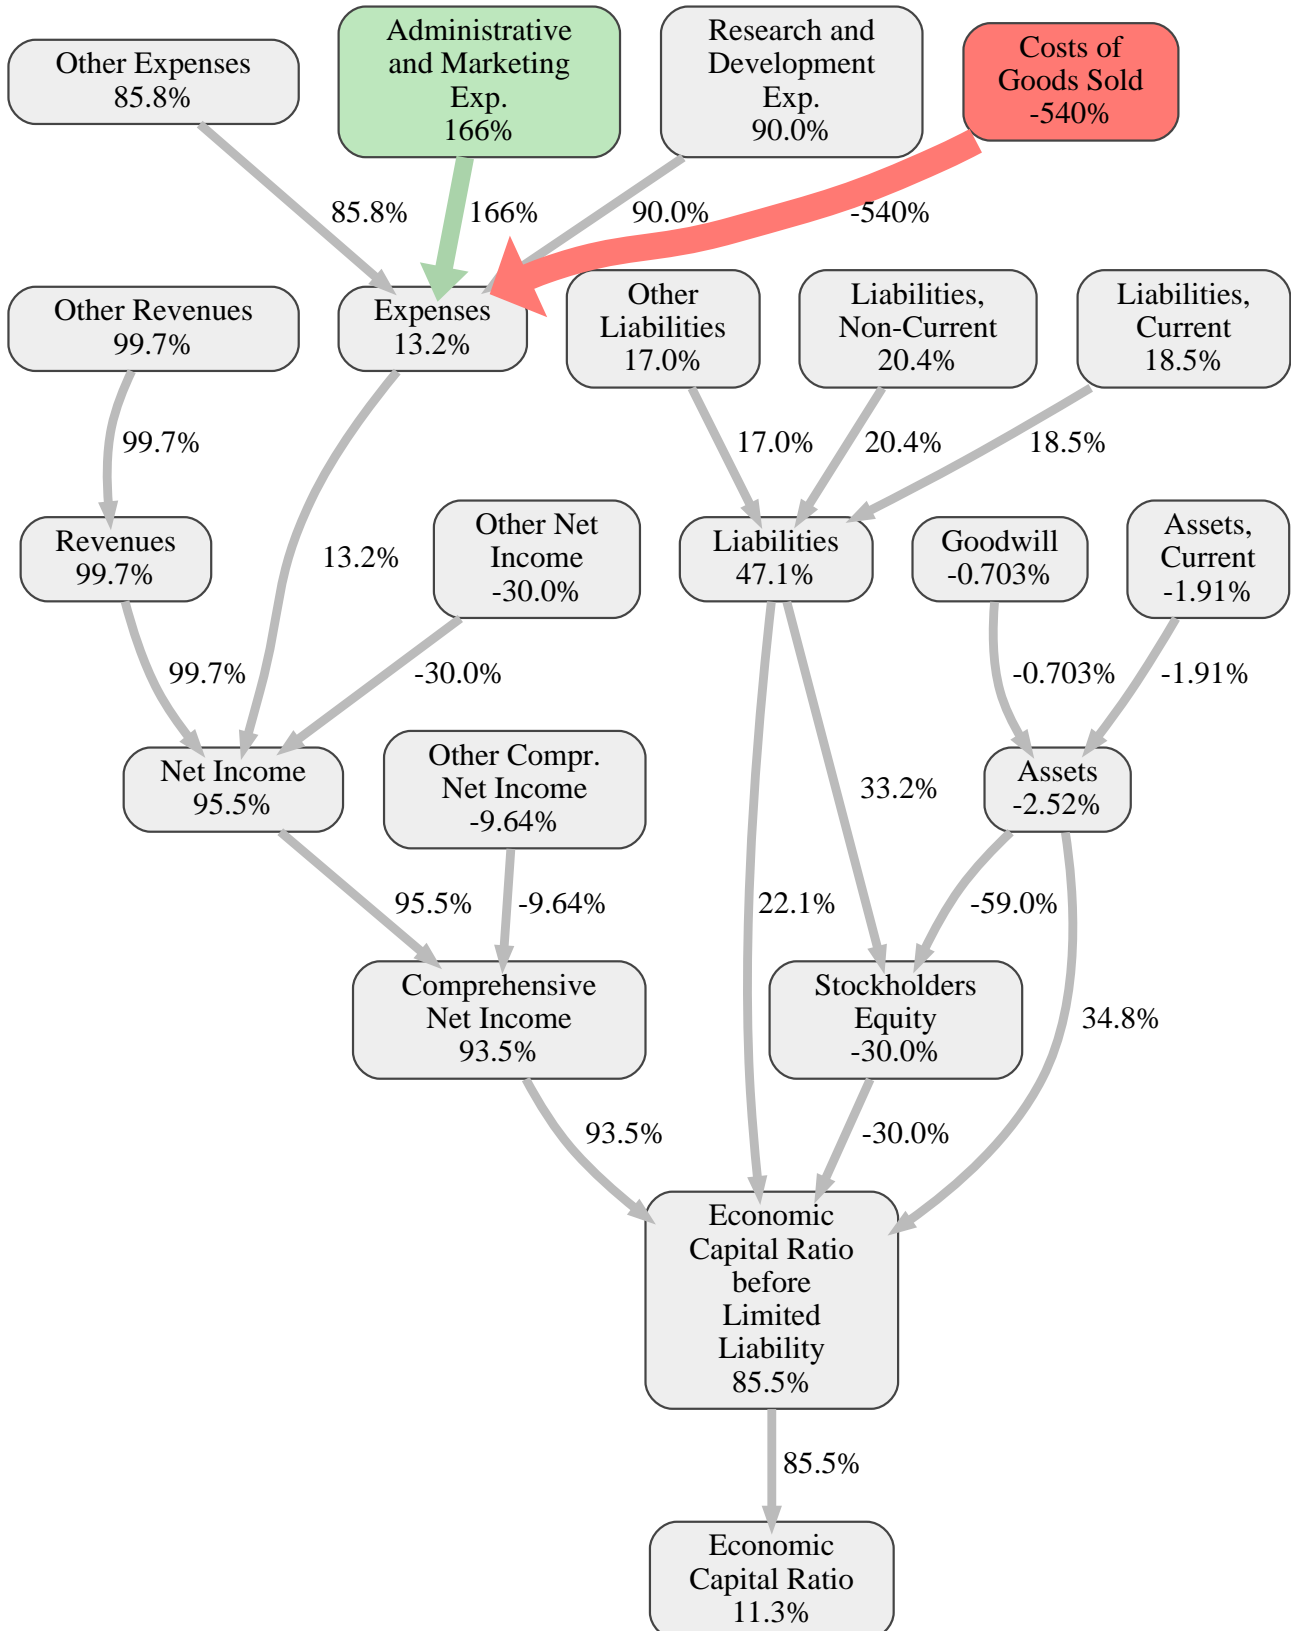 Other Expenses
85.8%
Administrative
and Marketing
Exp.
166%
Research and
Development
Exp.
90.0%
Costs of
Goods Sold
-540%
85.8%
166%
90.0%
-540%
Other Revenues
99.7%
Expenses
13.2%
Other
Liabilities
17.0%
Liabilities,
Non-Current
20.4%
Liabilities,
Current
18.5%
99.7%
17.0%
20.4%
18.5%
Revenues
99.7%
13.2%
Other Net
Income
-30.0%
Liabilities
47.1%
Goodwill
-0.703%
Assets,
Current
-1.91%
99.7%
-30.0%
-0.703%
-1.91%
Net Income
95.5%
Other Compr.
Net Income
-9.64%
33.2%
Assets
-2.52%
95.5%
-9.64%
22.1%
-59.0%
Comprehensive
Net Income
93.5%
Stockholders
Equity
-30.0%
34.8%
93.5%
-30.0%
Economic
Capital Ratio
before
Limited
Liability
85.5%
85.5%
Economic
Capital Ratio
11.3%